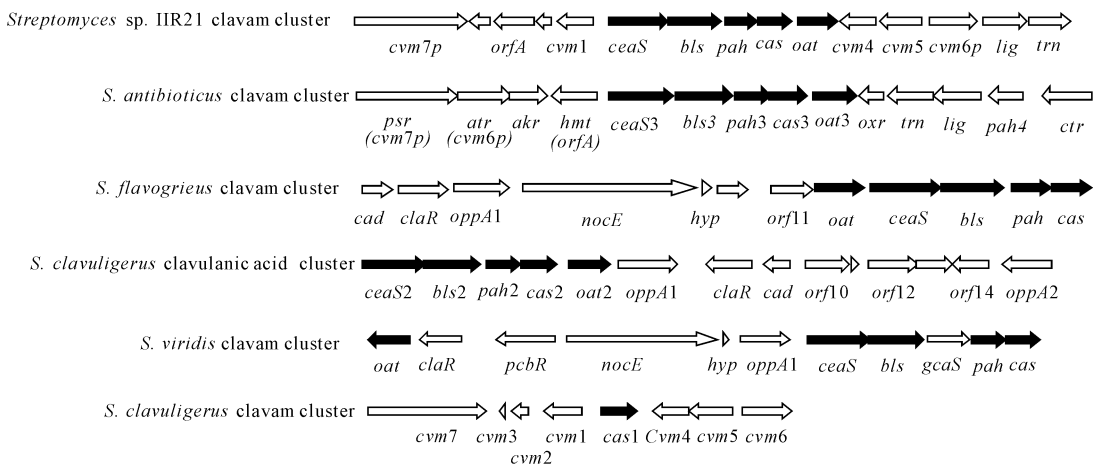 Streptomyces sp. IIR21 clavam cluster
cvm7p orfA cvm1 ceaS bls pah cas oat cvm4 cvm5 cvm6p lig trn
S. antibioticus clavam cluster
psr atr akr hmt ceaS3 bls3 pah3 cas3 oat3 oxr trn lig pah4 ctr
(cvm7p) (cvm6p) (orfA)
S. flavogrieus clavam cluster
cad claR oppA1 nocE hyp orf11 oat ceaS bls pah cas
S. clavuligerus clavulanic acid cluster
ceaS2 bls2 pah2 cas2 oat2 oppA1 claR cad orf10 orf12 orf14 oppA2
S. viridis clavam cluster
oat claR pcbR nocE hyp oppA1 ceaS bls gcaS pah cas
S. clavuligerus clavam cluster
cvm7 cvm3 cvm1 cas1 Cvm4 cvm5 cvm6
cvm2